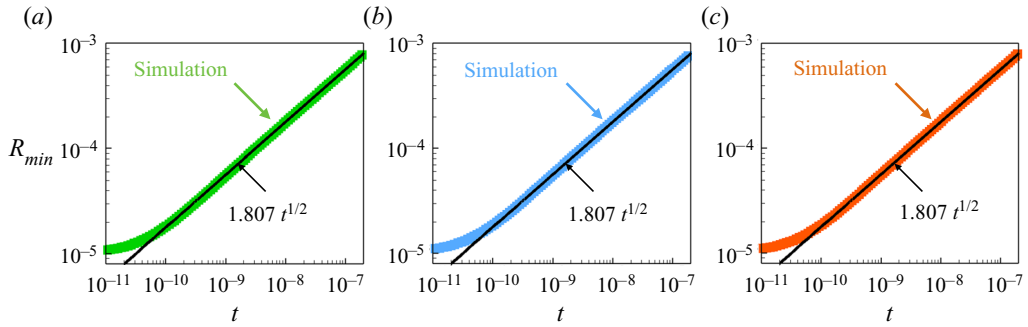 (a)
(b)
(c)
10⁻³
10⁻⁴
10⁻⁵
R_min
Simulation
1.807 t^{1/2}
10⁻¹¹ 10⁻¹⁰ 10⁻⁹ 10⁻⁸ 10⁻⁷
t
10⁻³
10⁻⁴
10⁻⁵
Simulation
1.807 t^{1/2}
10⁻¹¹ 10⁻¹⁰ 10⁻⁹ 10⁻⁸ 10⁻⁷
t
10⁻³
10⁻⁴
10⁻⁵
Simulation
1.807 t^{1/2}
10⁻¹¹ 10⁻¹⁰ 10⁻⁹ 10⁻⁸ 10⁻⁷
t